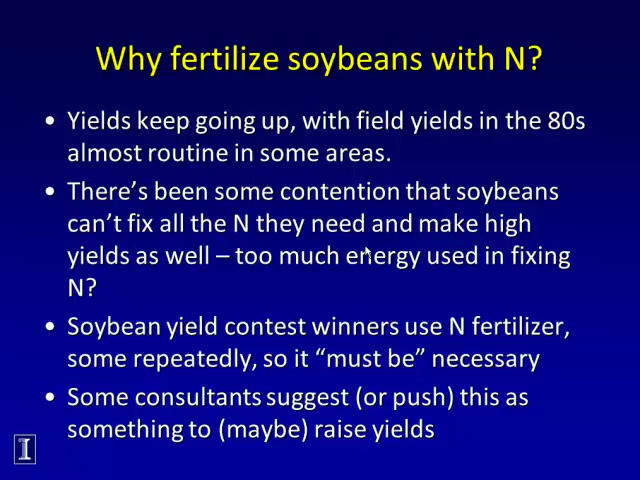 Why fertilize soybeans with N?
• Yields keep going up, with field yields in the 80s
almost routine in some areas.
• There’s been some contention that soybeans
can’t fix all the N they need and make high
yields as well – too much energy used in fixing
N?
• Soybean yield contest winners use N fertilizer,
some repeatedly, so it “must be” necessary
• Some consultants suggest (or push) this as
something to (maybe) raise yields
I